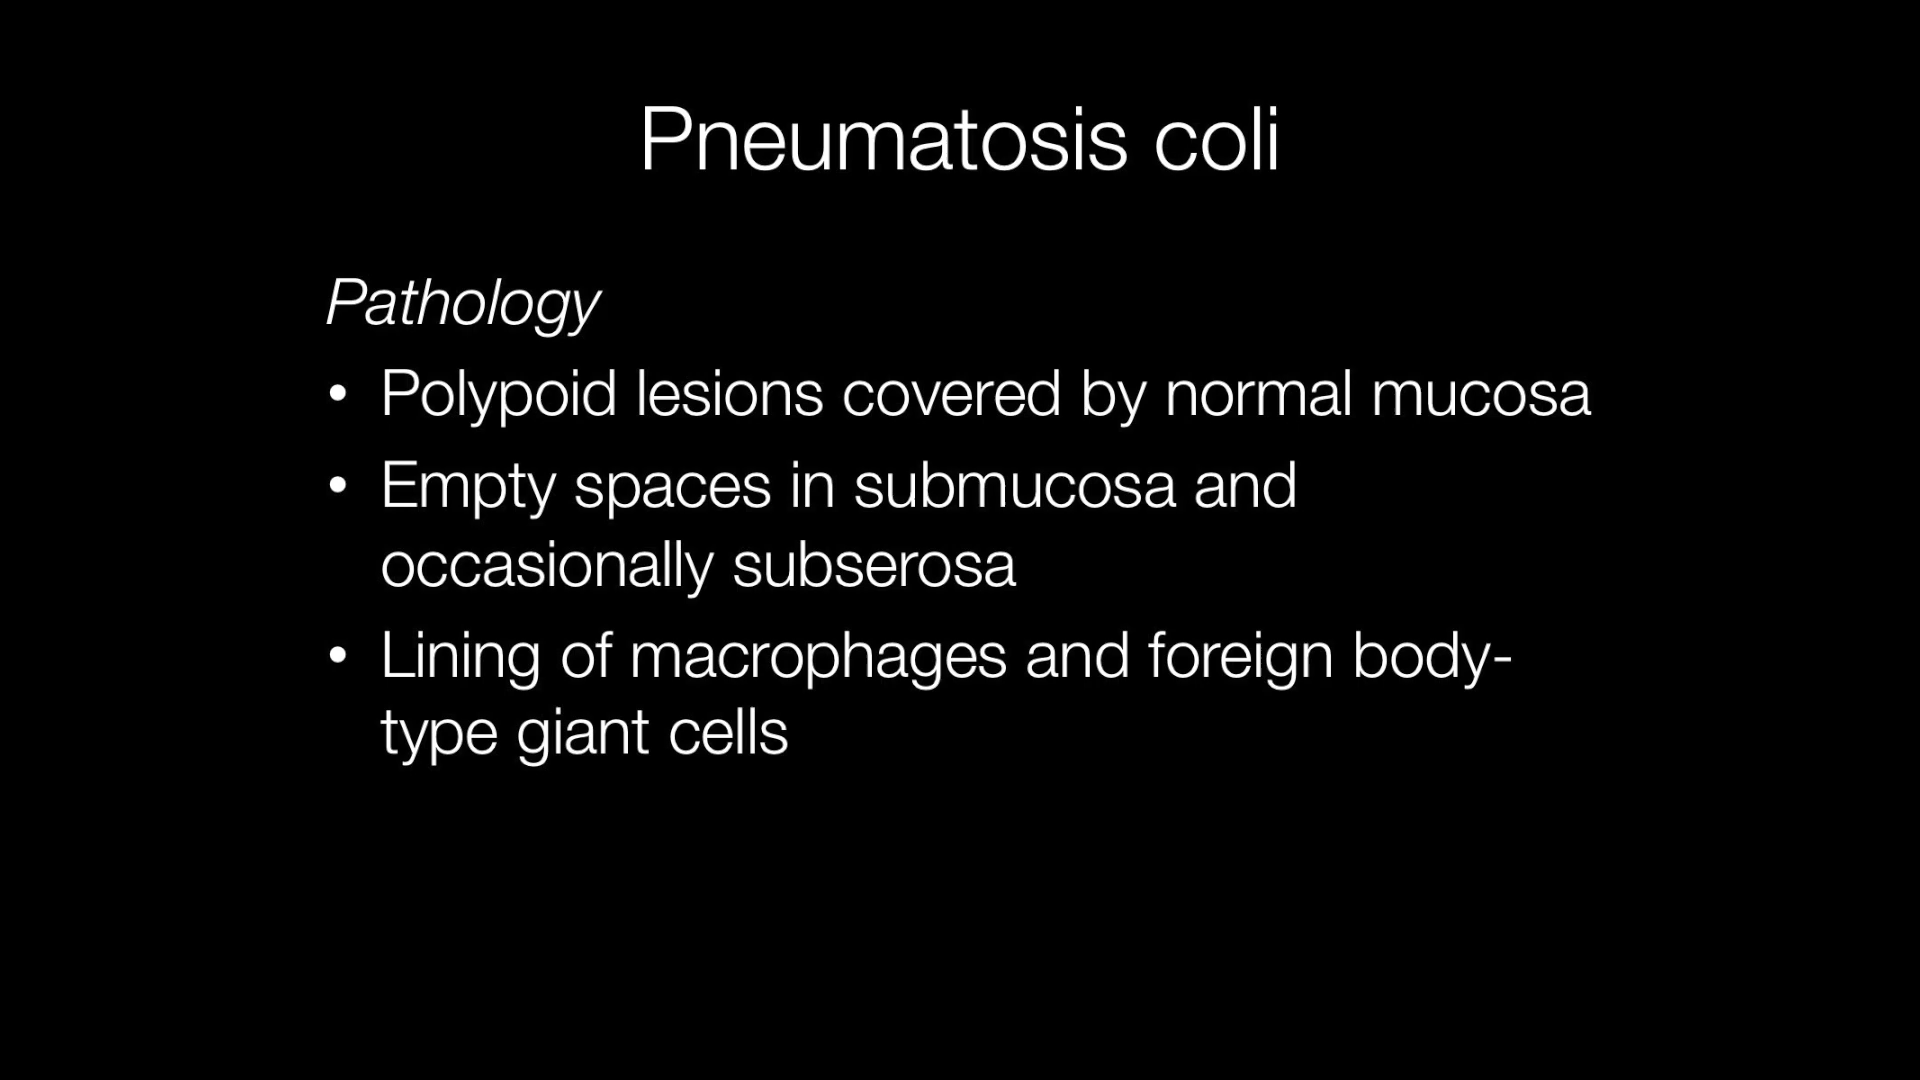 Pneumatosis coli
Pathology
• Polypoid lesions covered by normal mucosa
• Empty spaces in submucosa and
occasionally subserosa
• Lining of macrophages and foreign body-
type giant cells